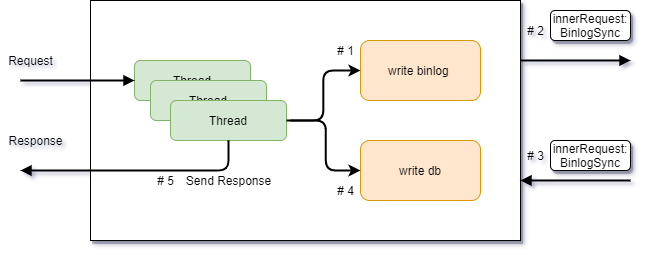 innerRequest:
BinlogSync
# 2
# 1
Request
write binlog
Thread
Thread
Thread
Response
innerRequest:
BinlogSync
# 3
write db
# 5 Send Response
# 4